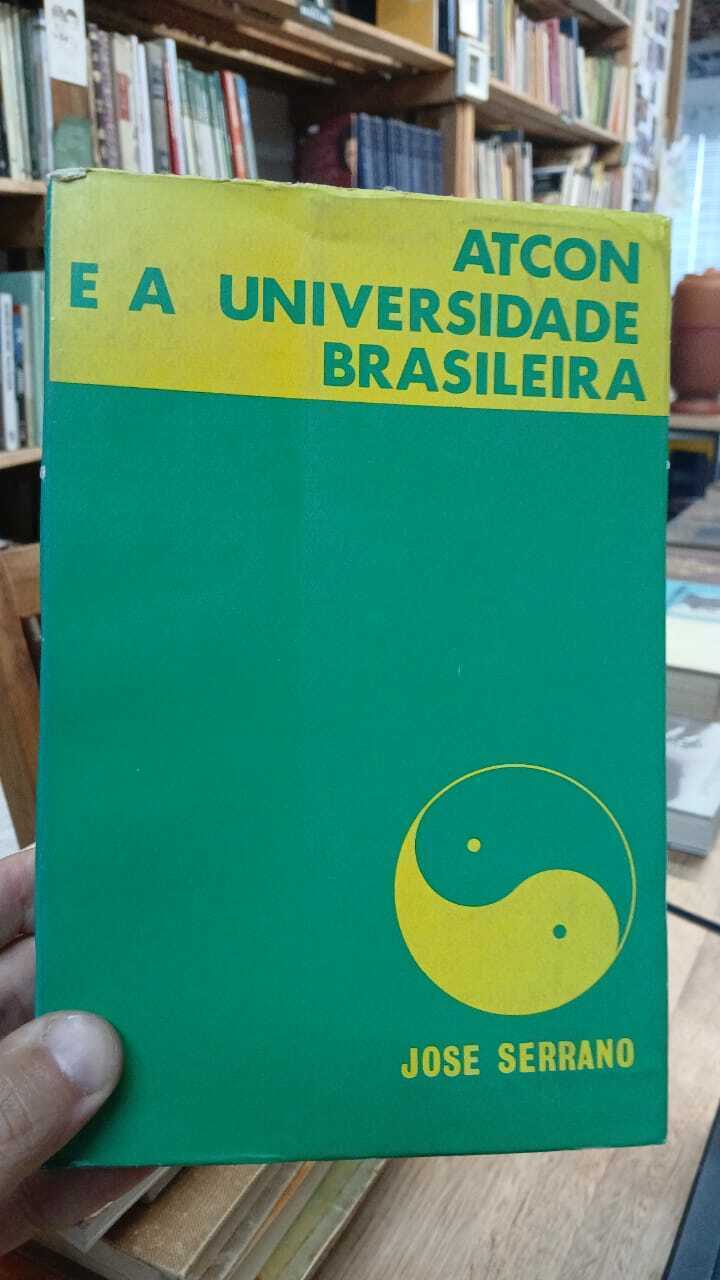 ATCON
E A UNIVERSIDADE
BRASILEIRA
JOSE SERRANO